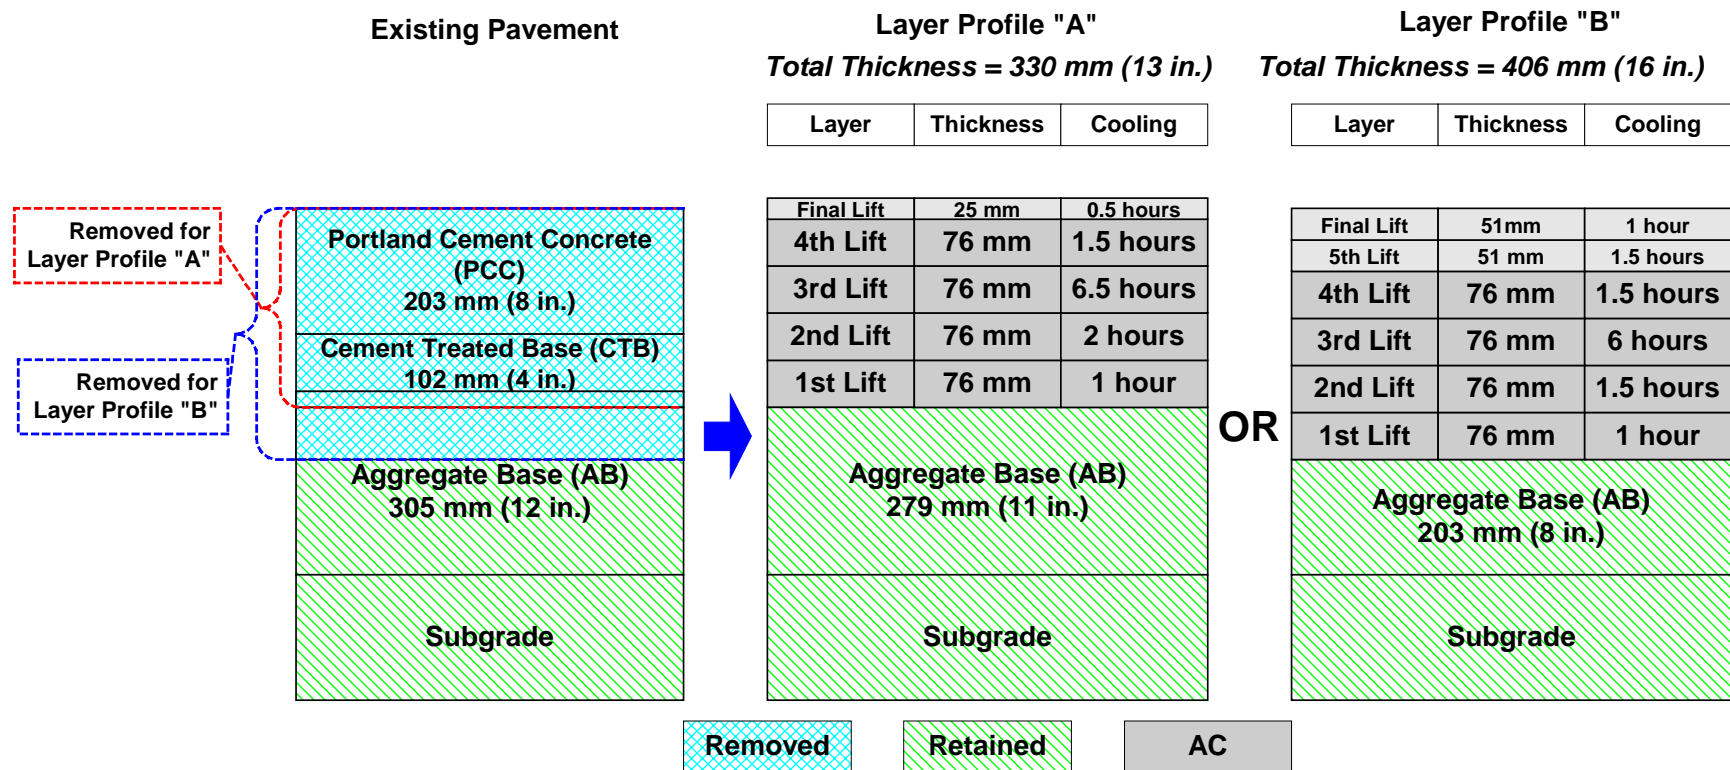 Existing Pavement
Layer Profile "A"
Total Thickness = 330 mm (13 in.)
Layer Profile "B"
Total Thickness = 406 mm (16 in.)
Removed for
Layer Profile "A"
Removed for
Layer Profile "B"
Portland Cement Concrete
(PCC)
203 mm (8 in.)
Cement Treated Base (CTB)
102 mm (4 in.)
Aggregate Base (AB)
305 mm (12 in.)
Subgrade
Layer Thickness Cooling
Final Lift 25 mm 0.5 hours
4th Lift 76 mm 1.5 hours
3rd Lift 76 mm 6.5 hours
2nd Lift 76 mm 2 hours
1st Lift 76 mm 1 hour
Aggregate Base (AB)
279 mm (11 in.)
Subgrade
OR
Layer Thickness Cooling
Final Lift 51mm 1 hour
5th Lift 51 mm 1.5 hours
4th Lift 76 mm 1.5 hours
3rd Lift 76 mm 6 hours
2nd Lift 76 mm 1.5 hours
1st Lift 76 mm 1 hour
Aggregate Base (AB)
203 mm (8 in.)
Subgrade
Removed
Retained
AC